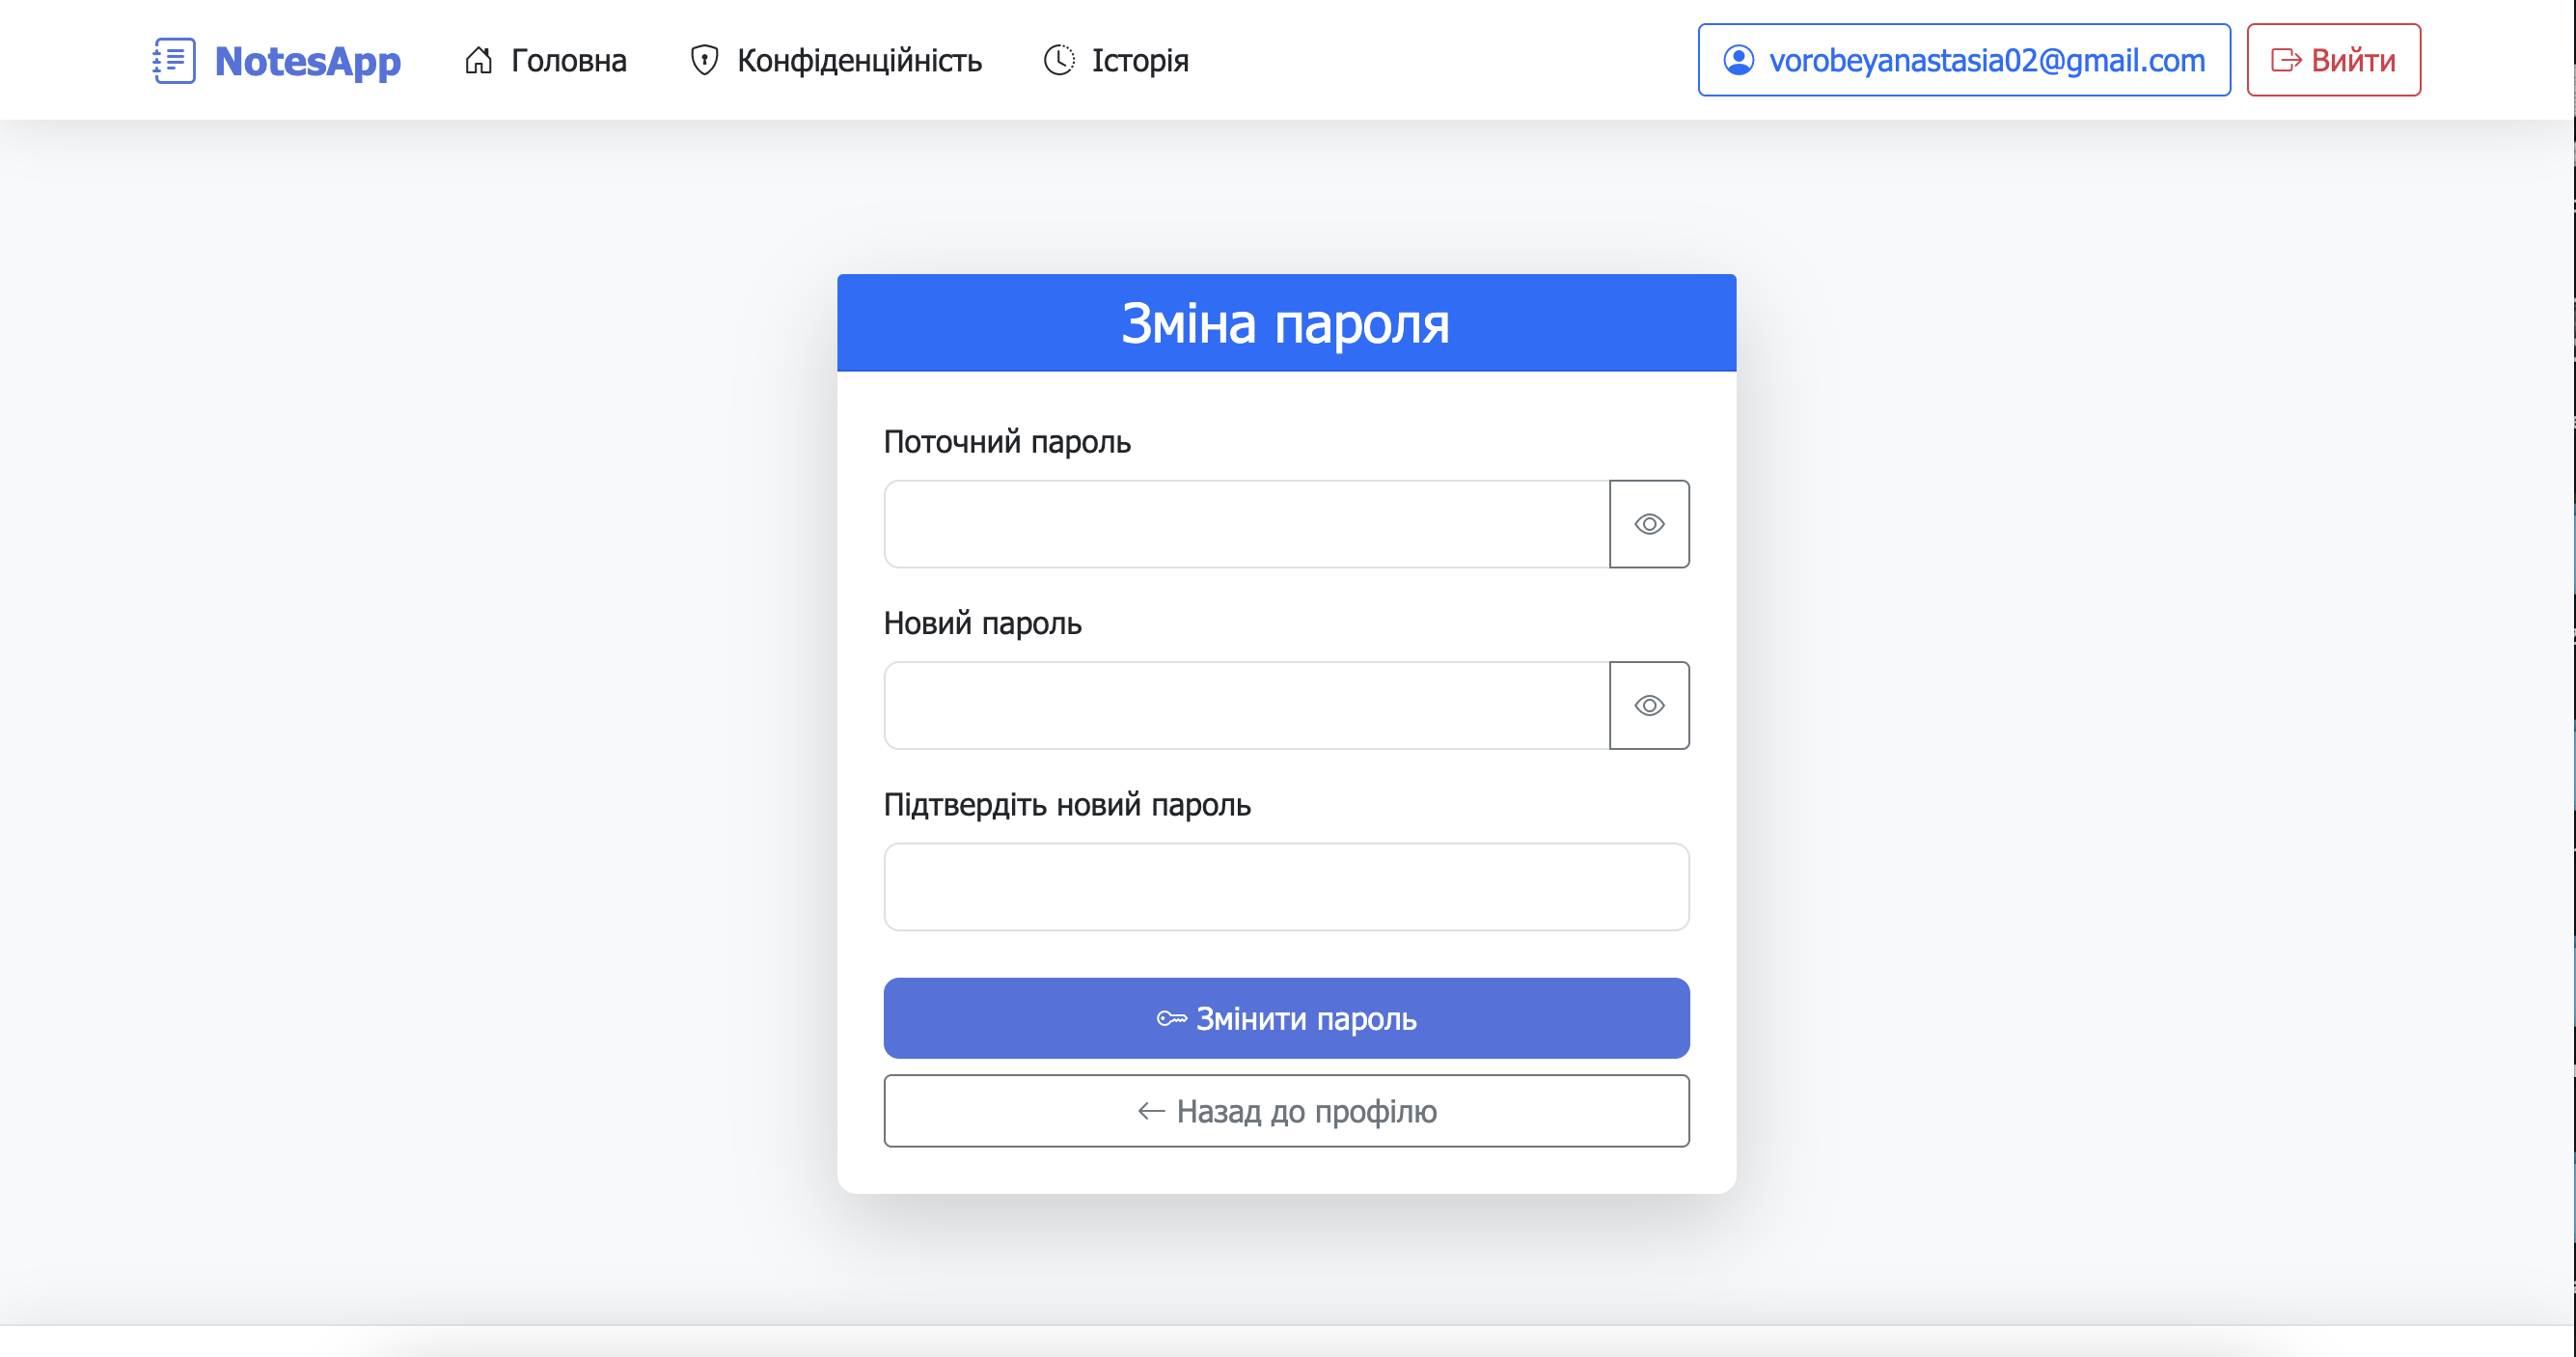 NotesApp Головна Конфіденційність Історія vorobeyanastasia02@gmail.com Вийти
Зміна пароля
Поточний пароль
Новий пароль
Підтвердіть новий пароль
Змінити пароль
Назад до профілю